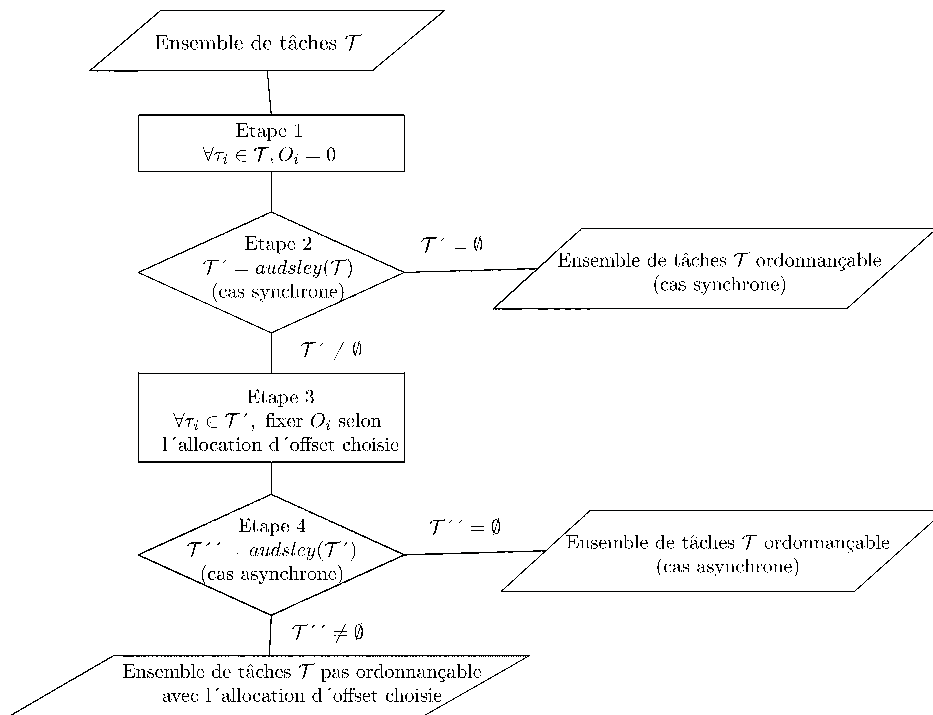 Ensemble de tâches 𝒯
Etape 1
∀τᵢ ∈ 𝒯, Oᵢ = 0
Etape 2
𝒯´ = audsley(𝒯)
(cas synchrone)
𝒯´ = ∅
Ensemble de tâches 𝒯 ordonnançable
(cas synchrone)
𝒯´ ≠ ∅
Etape 3
∀τᵢ ∈ 𝒯´, fixer Oᵢ selon
l´allocation d´offset choisie
Etape 4
𝒯´´ = audsley(𝒯´)
(cas asynchrone)
𝒯´´ = ∅
Ensemble de tâches 𝒯 ordonnançable
(cas asynchrone)
𝒯´´ ≠ ∅
Ensemble de tâches 𝒯 pas ordonnançable
avec l´allocation d´offset choisie